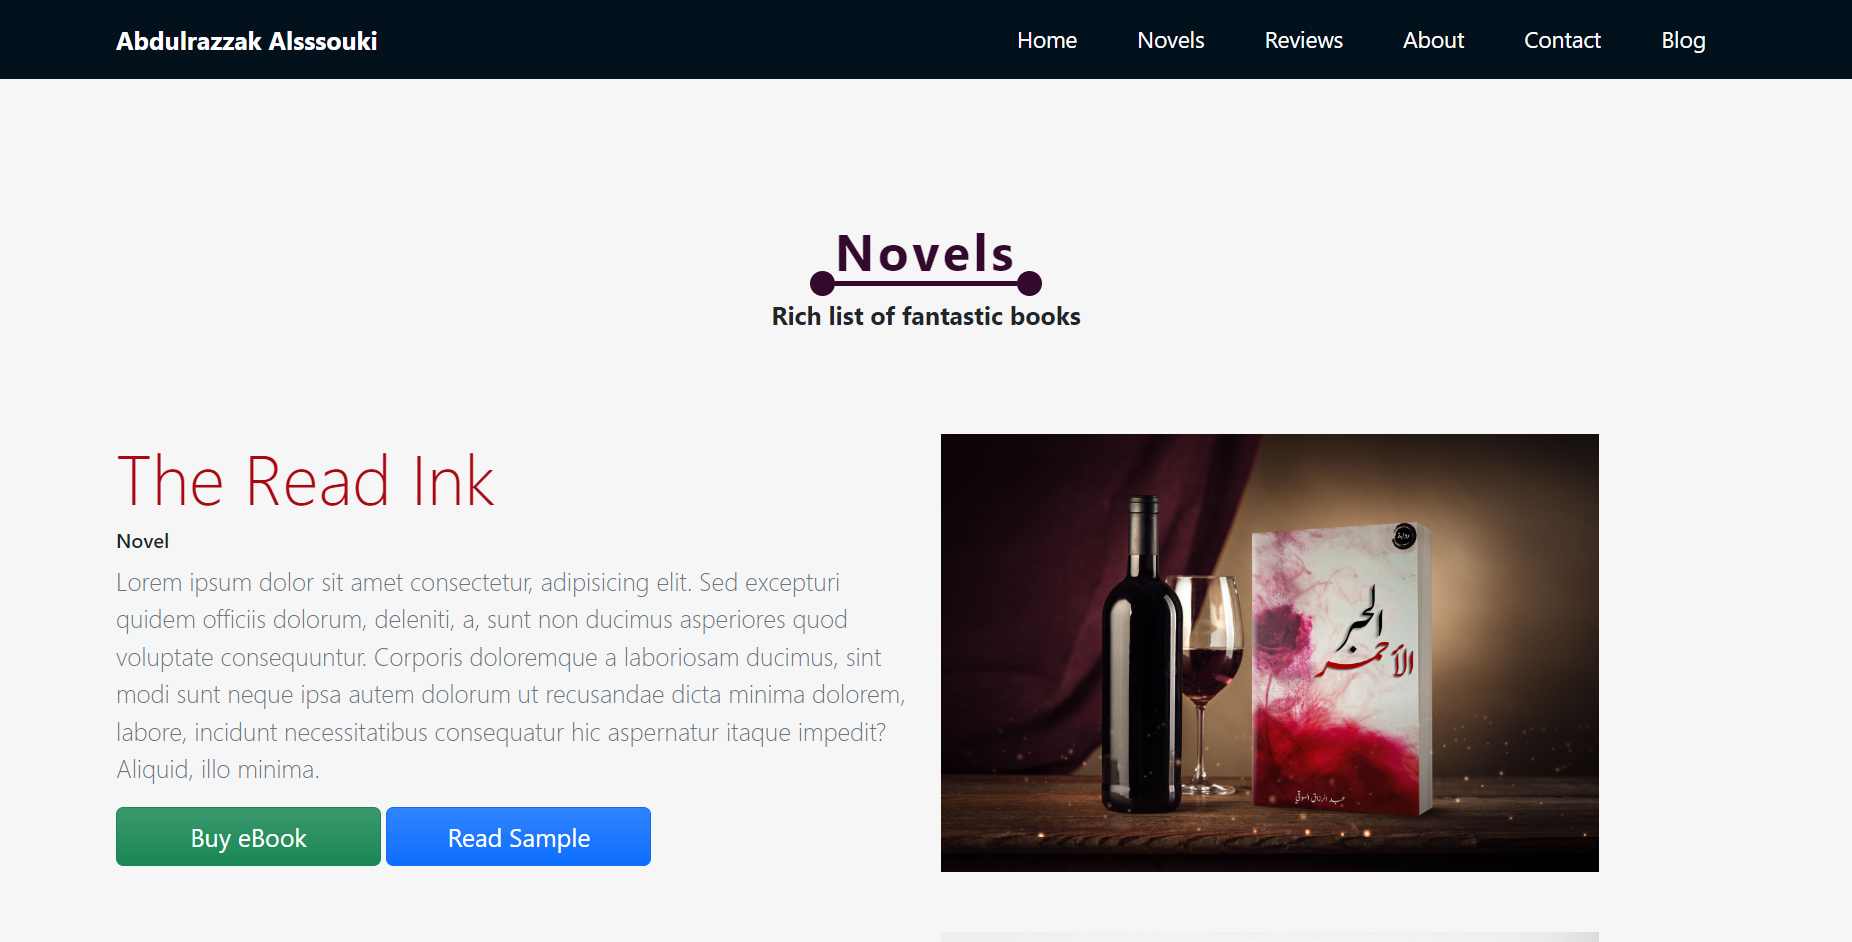 Abdulrazzak Alsssouki
Home Novels Reviews About Contact Blog
Novels
Rich list of fantastic books
The Read Ink
Novel
Lorem ipsum dolor sit amet consectetur, adipisicing elit. Sed excepturi
quidem officiis dolorum, deleniti, a, sunt non ducimus asperiores quod
voluptate consequuntur. Corporis doloremque a laboriosam ducimus, sint
modi sunt neque ipsa autem dolorum ut recusandae dicta minima dolorem,
labore, incidunt necessitatibus consequatur hic aspernatur itaque impedit?
Aliquid, illo minima.
Buy eBook Read Sample
رواية
الحبر
الأحمر
عبد الرزاق السوقي